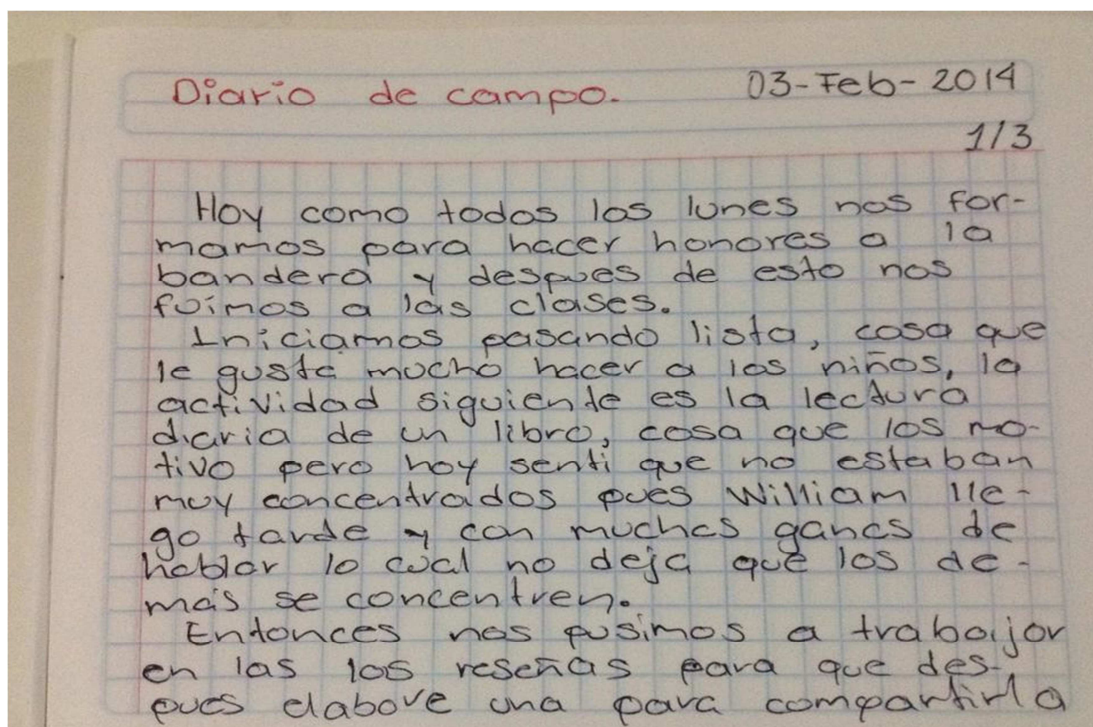 Diario de campo.
03-Feb-2014
1/3
Hoy como todos los lunes nos for-
mamos para hacer honores a la
bandera y despues de esto nos
fuimos a las clases.
Iniciamos pasando lista, cosa que
le gusta mucho hacer a los niños, la
actividad siguiente es la lectura
diaria de un libro, cosa que los mo-
tivo pero hoy senti que no estaban
muy concentrados pues William lle-
go tarde y con muchas ganas de
hablar lo cual no deja que los de-
más se concentren.
Entonces nos pusimos a trabajar
en las los reseñas para que des-
pues elabore una para compartirla